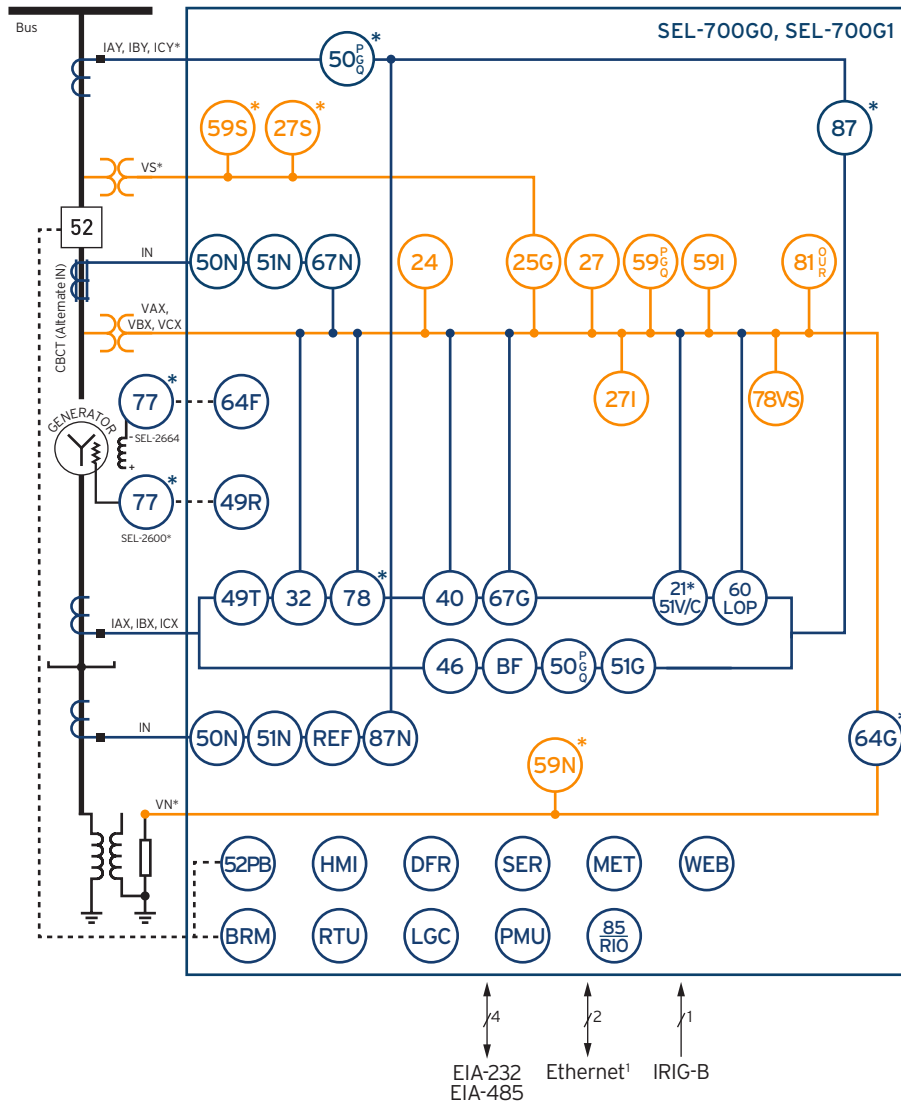 Bus
SEL-700G0, SEL-700G1
IAY, IBY, ICY*
50 P G Q *
87 *
59S *
27S *
VS*
52
IN
50N
51N
67N
24
25G
27
59 P G Q
59I
81 O U R
CBCT (Alternate IN)
VAX,
VBX, VCX
27I
78VS
77 *
64F
SEL-2664
GENERATOR
- 
+
77 *
49R
SEL-2600*
49T
32
78 *
40
67G
21*
51V/C
60
LOP
IAX, IBX, ICX
46
BF
50 P G Q
51G
IN
50N
51N
REF
87N
64G *
59N *
VN*
52PB
HMI
DFR
SER
MET
WEB
BRM
RTU
LGC
PMU
85
RIO
4
2
1
EIA-232
EIA-485
Ethernet¹
IRIG-B